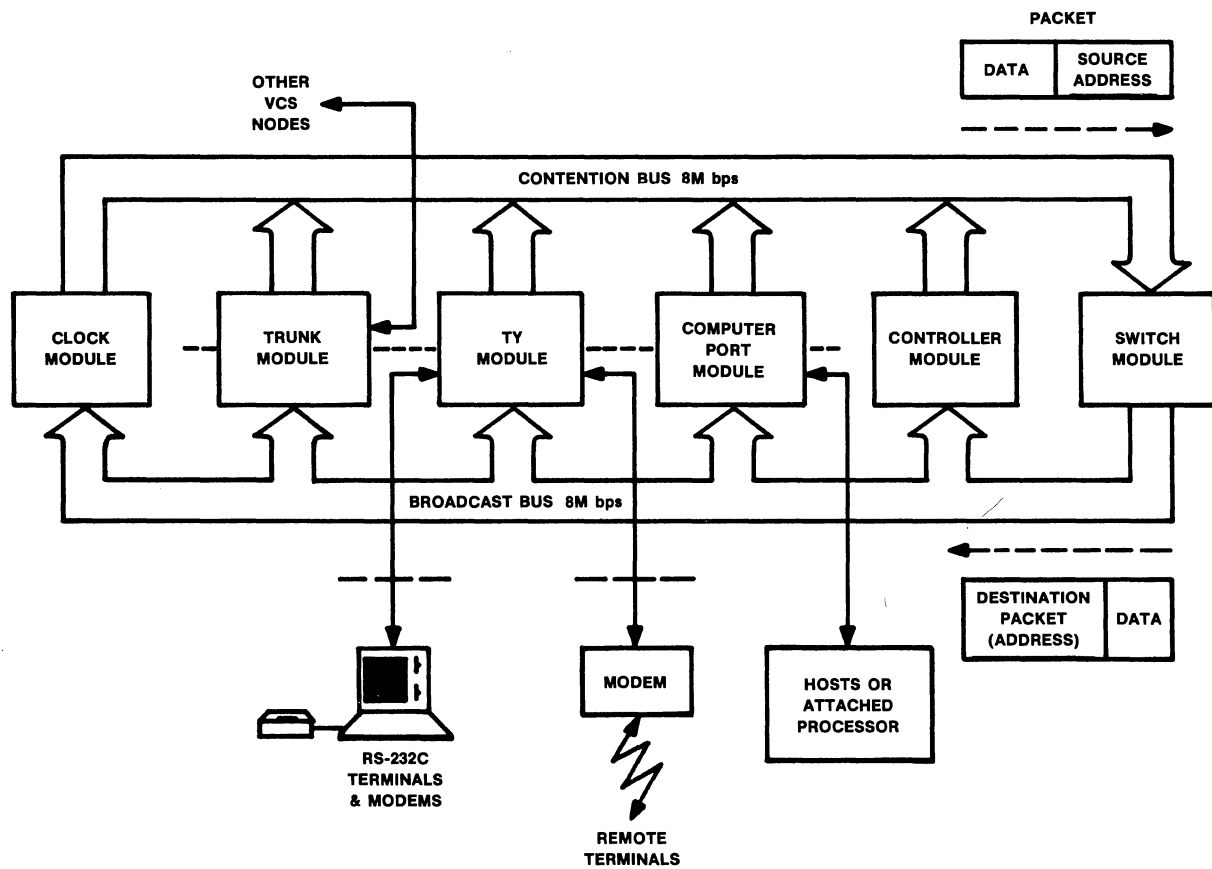 PACKET
DATA
SOURCE
ADDRESS
OTHER
VCS
NODES
CONTENTION BUS 8M bps
CLOCK
MODULE
TRUNK
MODULE
TY
MODULE
COMPUTER
PORT
MODULE
CONTROLLER
MODULE
SWITCH
MODULE
BROADCAST BUS 8M bps
DESTINATION
PACKET
(ADDRESS)
DATA
RS-232C
TERMINALS
& MODEMS
MODEM
REMOTE
TERMINALS
HOSTS OR
ATTACHED
PROCESSOR